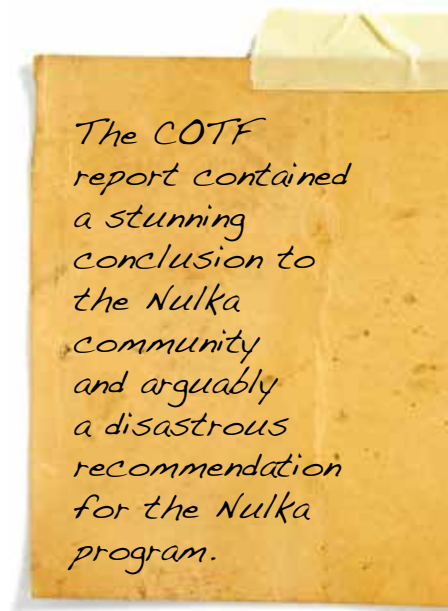 The COTF
report contained
a stunning
conclusion to
the Nulka
community
and arguably
a disastrous
recommendation
for the Nulka
program.